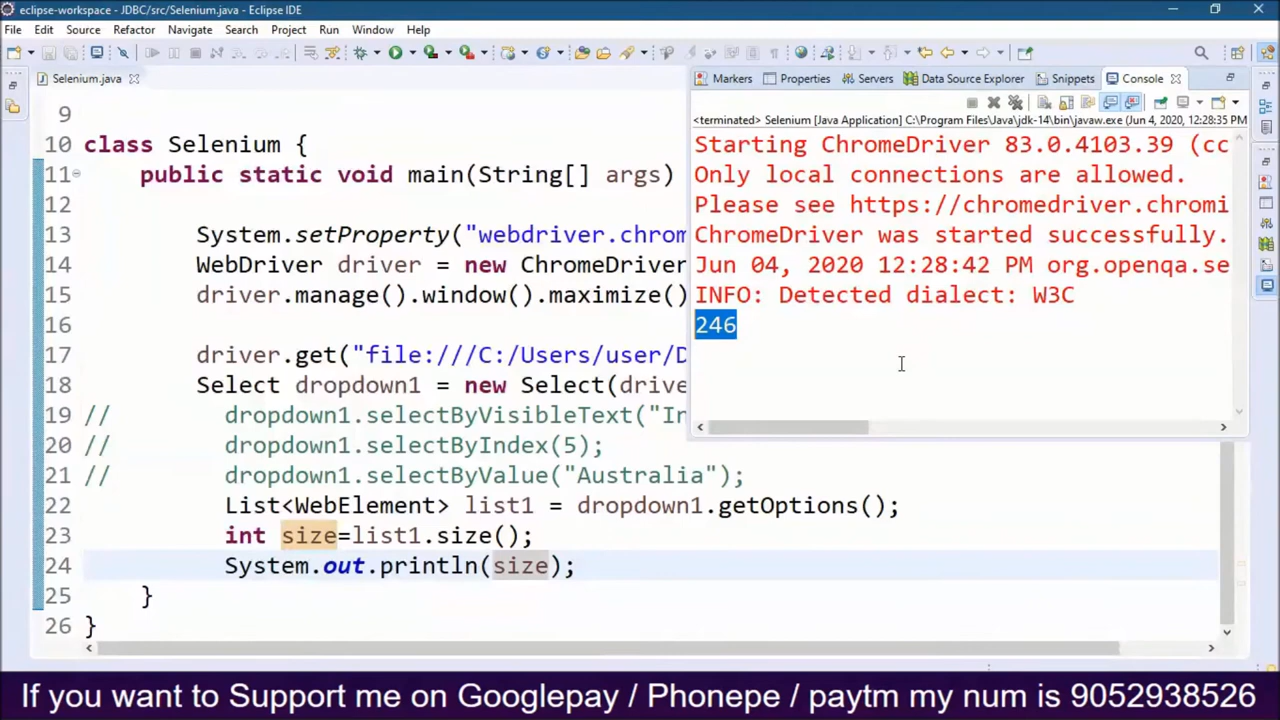 eclipse-workspace - JDBC/src/Selenium.java - Eclipse IDE
File Edit Source Refactor Navigate Search Project Run Window Help
Selenium.java
Markers Properties Servers Data Source Explorer Snippets Console
<terminated> Selenium [Java Application] C:\Program Files\Java\jdk-14\bin\javaw.exe (Jun 4, 2020, 12:28:35 PM
Starting ChromeDriver 83.0.4103.39 (cc
Only local connections are allowed.
Please see https://chromedriver.chromi
ChromeDriver was started successfully.
Jun 04, 2020 12:28:42 PM org.openqa.se
INFO: Detected dialect: W3C
246
9
10 class Selenium {
11 public static void main(String[] args)
12
13 System.setProperty("webdriver.chrom
14 WebDriver driver = new ChromeDriver
15 driver.manage().window().maximize()
16
17 driver.get("file:///C:/Users/user/D
18 Select dropdown1 = new Select(drive
19 // dropdown1.selectByVisibleText("In
20 // dropdown1.selectByIndex(5);
21 // dropdown1.selectByValue("Australia");
22 List<WebElement> list1 = dropdown1.getOptions();
23 int size=list1.size();
24 System.out.println(size);
25 }
26 }
If you want to Support me on Googlepay / Phonepe / paytm my num is 9052938526